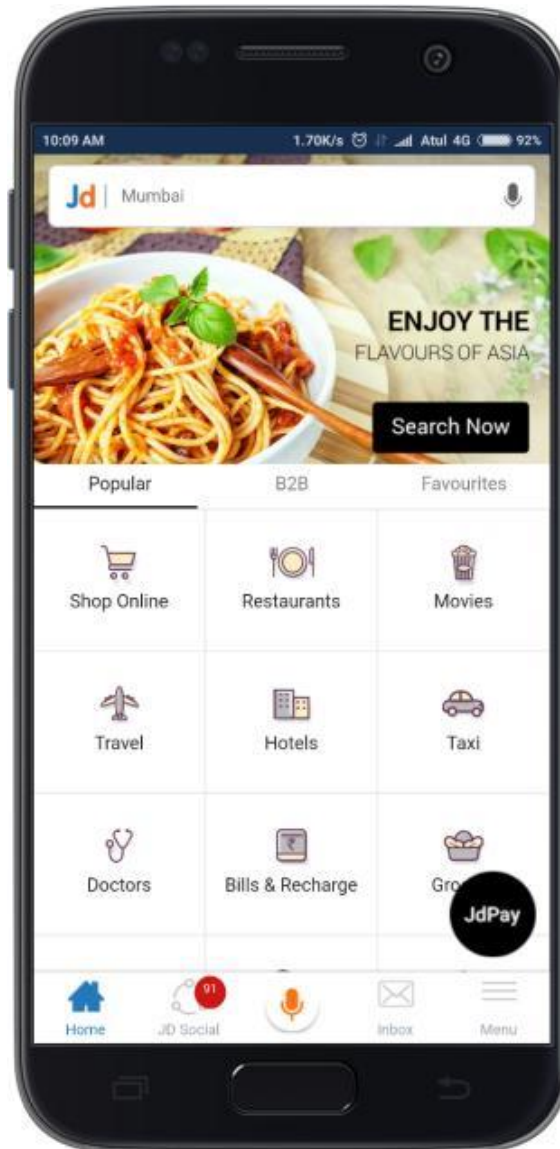 10:09 AM 1.70K/s Atul 4G 92%
Jd | Mumbai
ENJOY THE
FLAVOURS OF ASIA
Search Now
Popular B2B Favourites
Shop Online Restaurants Movies
Travel Hotels Taxi
Doctors Bills & Recharge Gro
JdPay
91
Home JD Social Inbox Menu